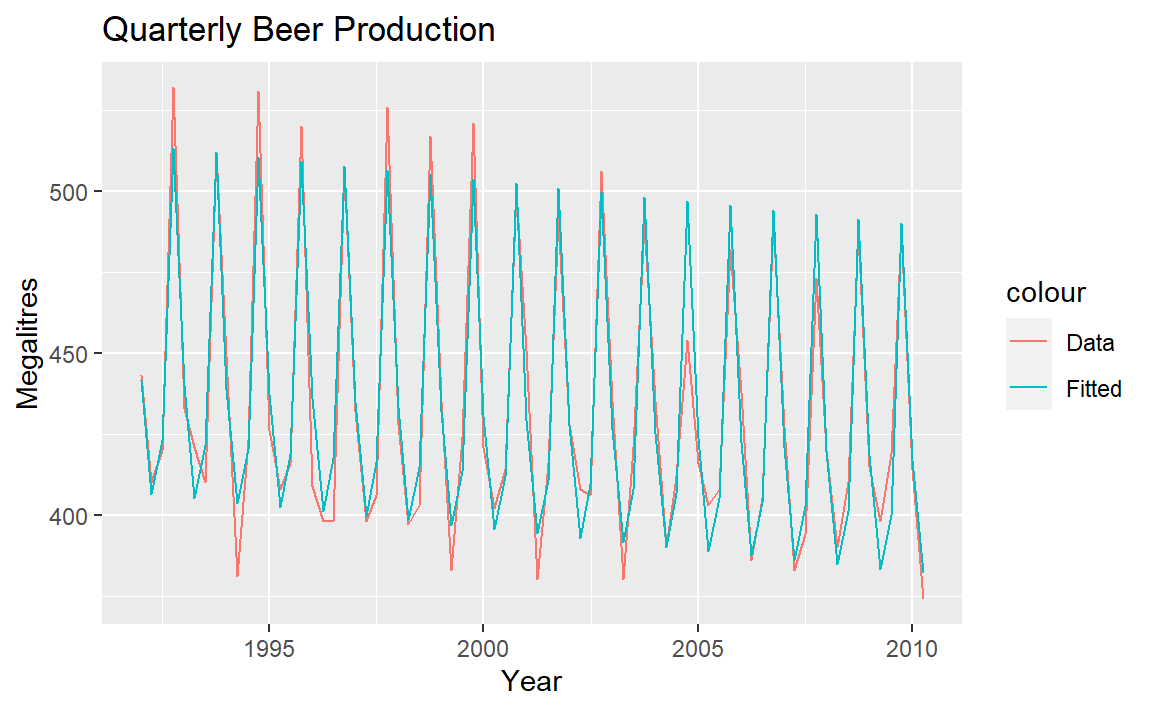 Quarterly Beer Production
500
450
400
Megalitres
1995 2000 2005 2010
Year
colour
Data
Fitted